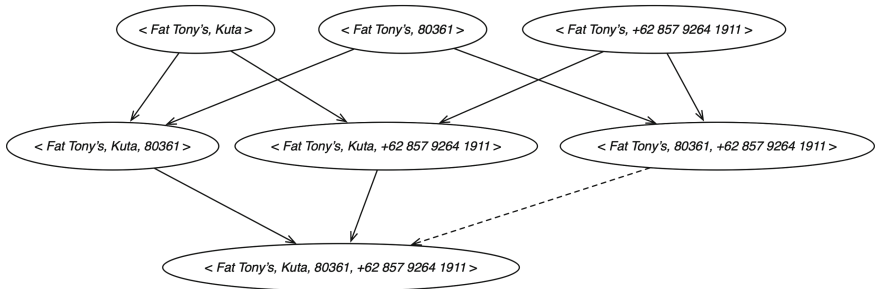 < Fat Tony's, Kuta >
< Fat Tony's, 80361 >
< Fat Tony's, +62 857 9264 1911 >
< Fat Tony's, Kuta, 80361 >
< Fat Tony's, Kuta, +62 857 9264 1911 >
< Fat Tony's, 80361, +62 857 9264 1911 >
< Fat Tony's, Kuta, 80361, +62 857 9264 1911 >